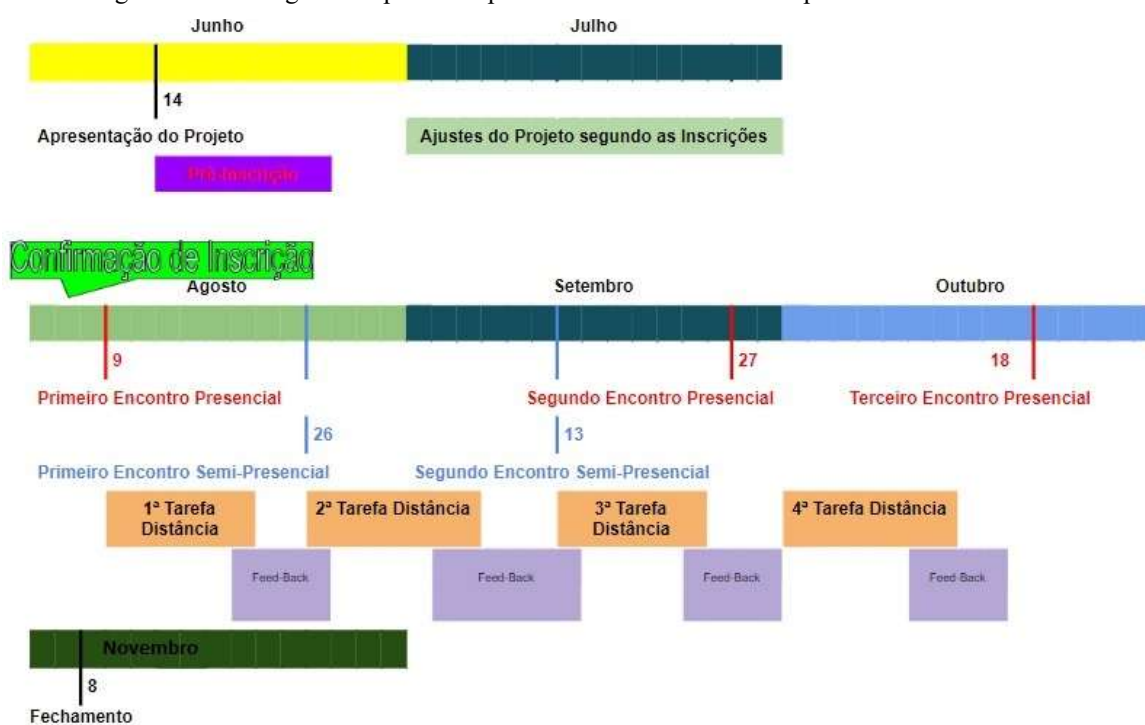 Junho
Julho
14
Apresentação do Projeto
Ajustes do Projeto segundo as Inscrições
Pré-Inscrição
Confirmação de Inscrição
Agosto
Setembro
Outubro
9
27
18
Primeiro Encontro Presencial
Segundo Encontro Presencial
Terceiro Encontro Presencial
26
13
Primeiro Encontro Semi-Presencial
Segundo Encontro Semi-Presencial
1ª Tarefa
Distância
2ª Tarefa Distância
3ª Tarefa
Distância
4ª Tarefa Distância
Feed-Back
Feed-Back
Feed-Back
Feed-Back
Novembro
8
Fechamento